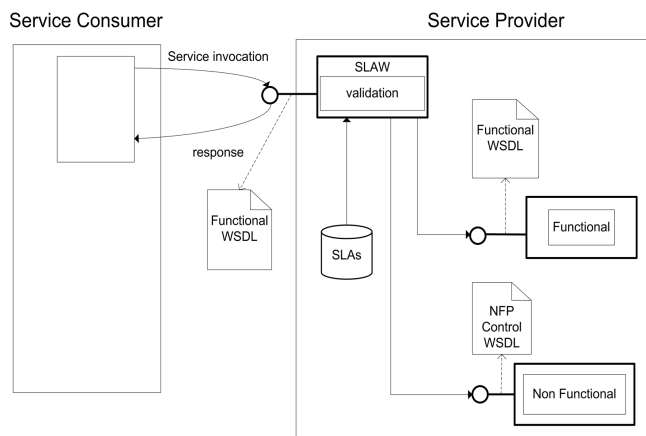 Service Consumer
Service Provider
Service invocation
SLAW
validation
response
Functional
WSDL
Functional
WSDL
Functional
SLAs
NFP
Control
WSDL
Non Functional